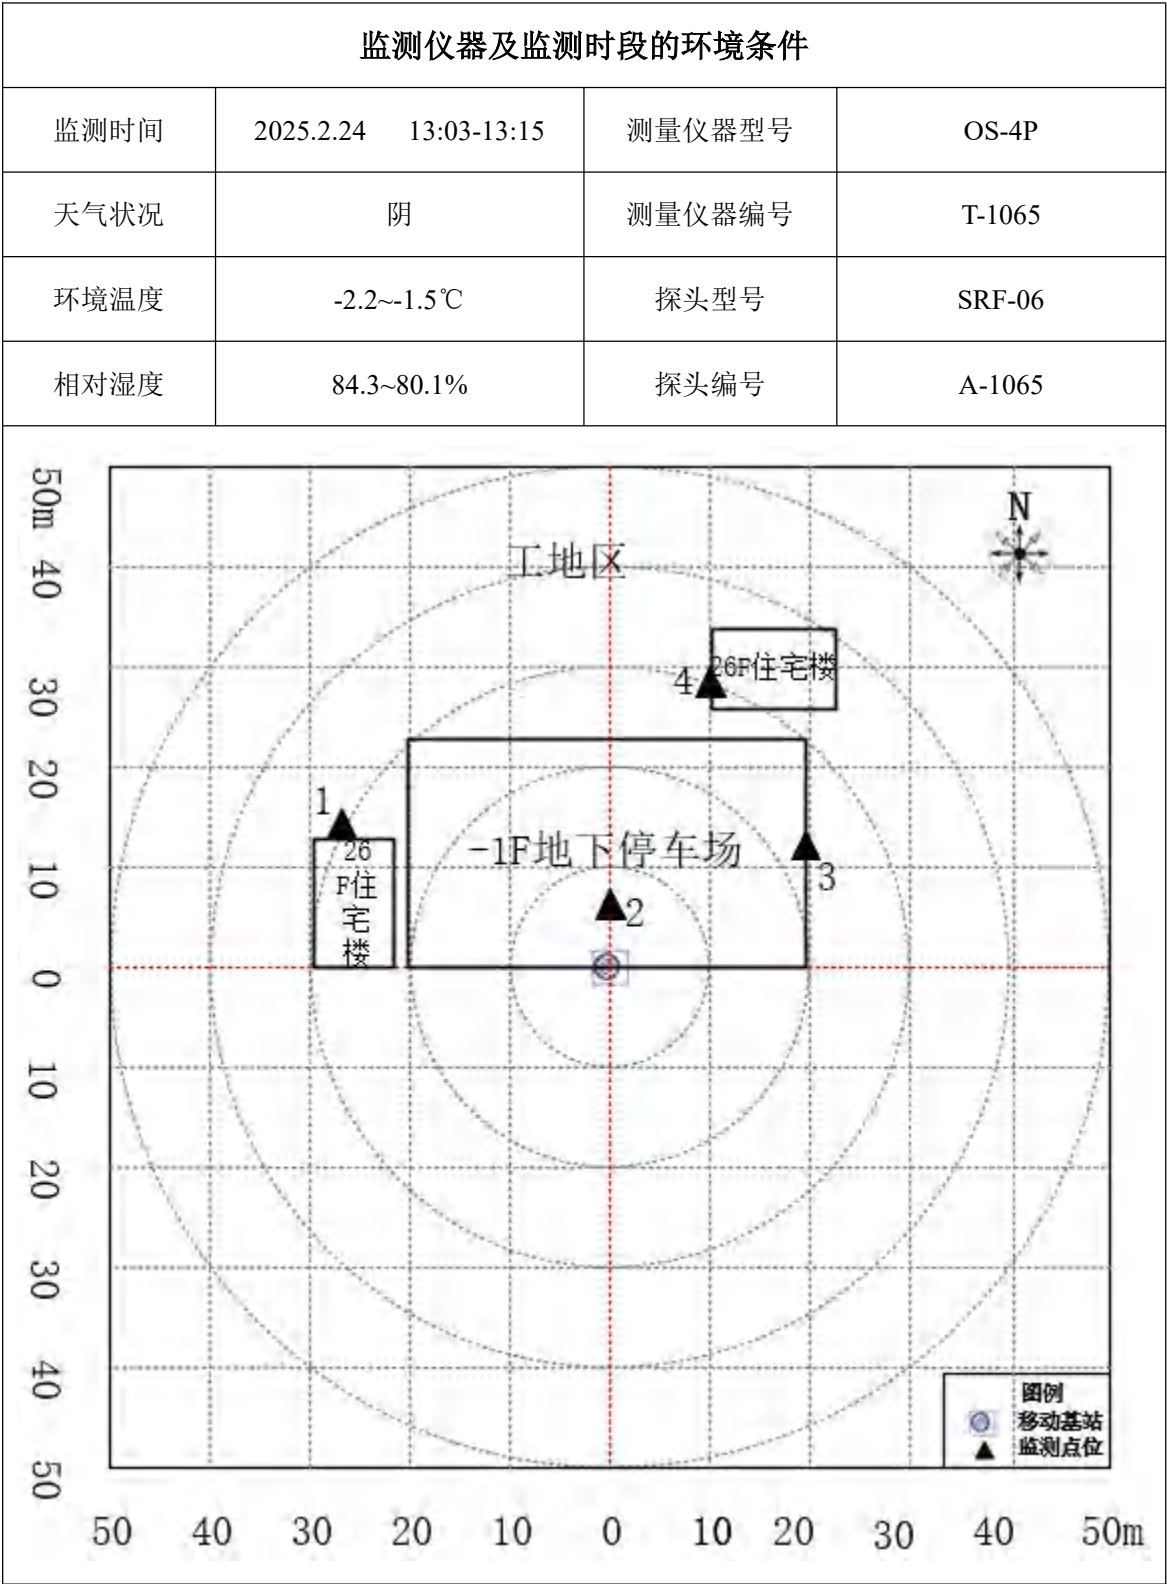 监测仪器及监测时段的环境条件
监测时间 2025.2.24 13:03-13:15 测量仪器型号 OS-4P
天气状况 阴 测量仪器编号 T-1065
环境温度 -2.2~-1.5℃ 探头型号 SRF-06
相对湿度 84.3~80.1% 探头编号 A-1065
50m
40
30
20
10
0
10
20
30
40
50
N
工地区
26F住宅楼
4
1
26
F住
宅
楼
-1F地下停车场
3
2
图例
移动基站
监测点位
50 40 30 20 10 0 10 20 30 40 50m